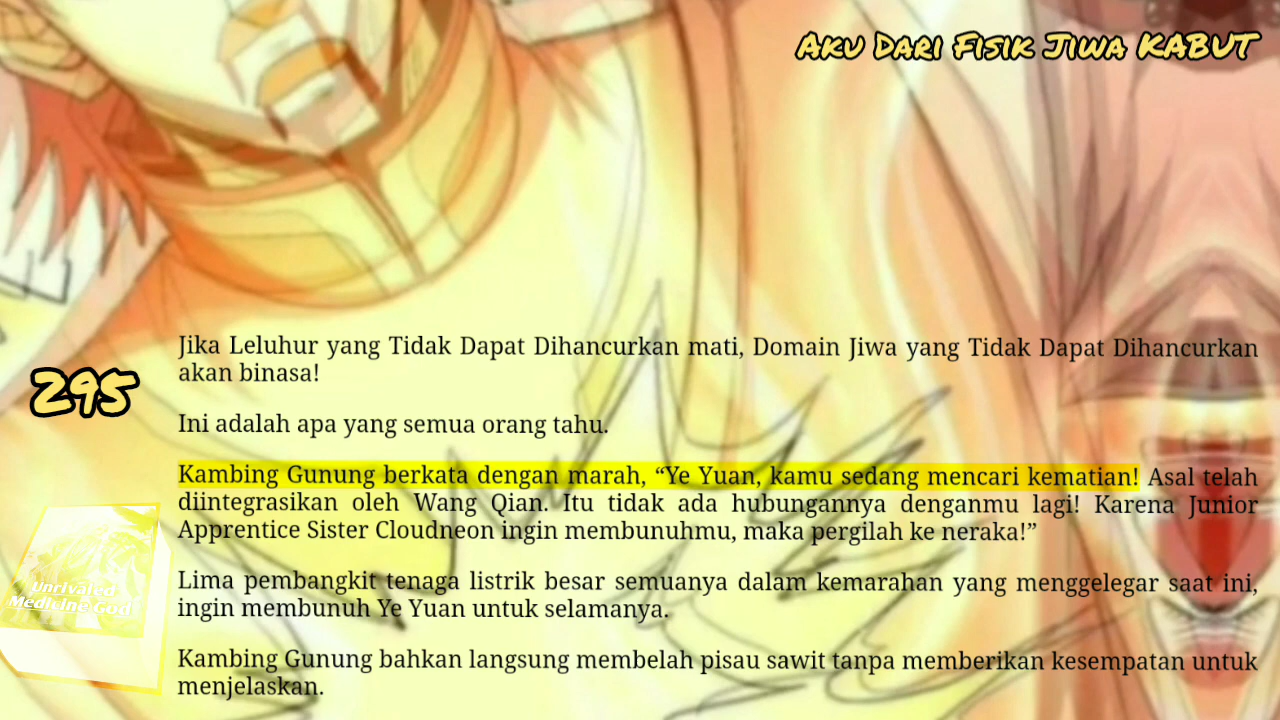 Aku Dari Fisik Jiwa KABUT
Jika Leluhur yang Tidak Dapat Dihancurkan mati, Domain Jiwa yang Tidak Dapat Dihancurkan
akan binasa!
295
Ini adalah apa yang semua orang tahu.
Kambing Gunung berkata dengan marah, “Ye Yuan, kamu sedang mencari kematian! Asal telah
diintegrasikan oleh Wang Qian. Itu tidak ada hubungannya denganmu lagi! Karena Junior
Apprentice Sister Cloudneon ingin membunuhmu, maka pergilah ke neraka!”
Lima pembangkit tenaga listrik besar semuanya dalam kemarahan yang menggelegar saat ini,
ingin membunuh Ye Yuan untuk selamanya.
Unrivaled
Medicine God
Kambing Gunung bahkan langsung membelah pisau sawit tanpa memberikan kesempatan untuk
menjelaskan.